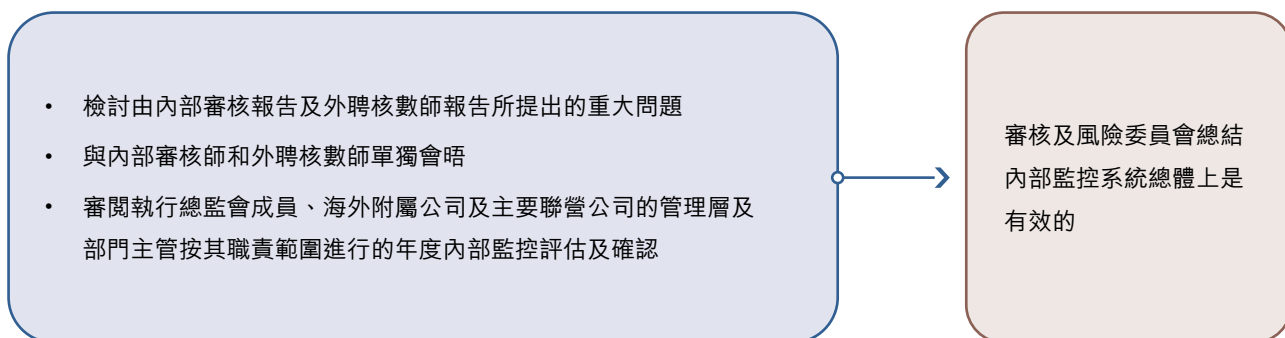 • 檢討由內部審核報告及外聘核數師報告所提出的重大問題
• 與內部審核師和外聘核數師單獨會晤
• 審閱執行總監會成員、海外附屬公司及主要聯營公司的管理層及
部門主管按其職責範圍進行的年度內部監控評估及確認
審核及風險委員會總結
內部監控系統總體上是
有效的